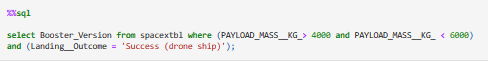 %%sql
select Booster_Version from spacextbl where (PAYLOAD_MASS__KG_> 4000 and PAYLOAD_MASS__KG_ < 6000)
and (Landing__Outcome = 'Success (drone ship)');